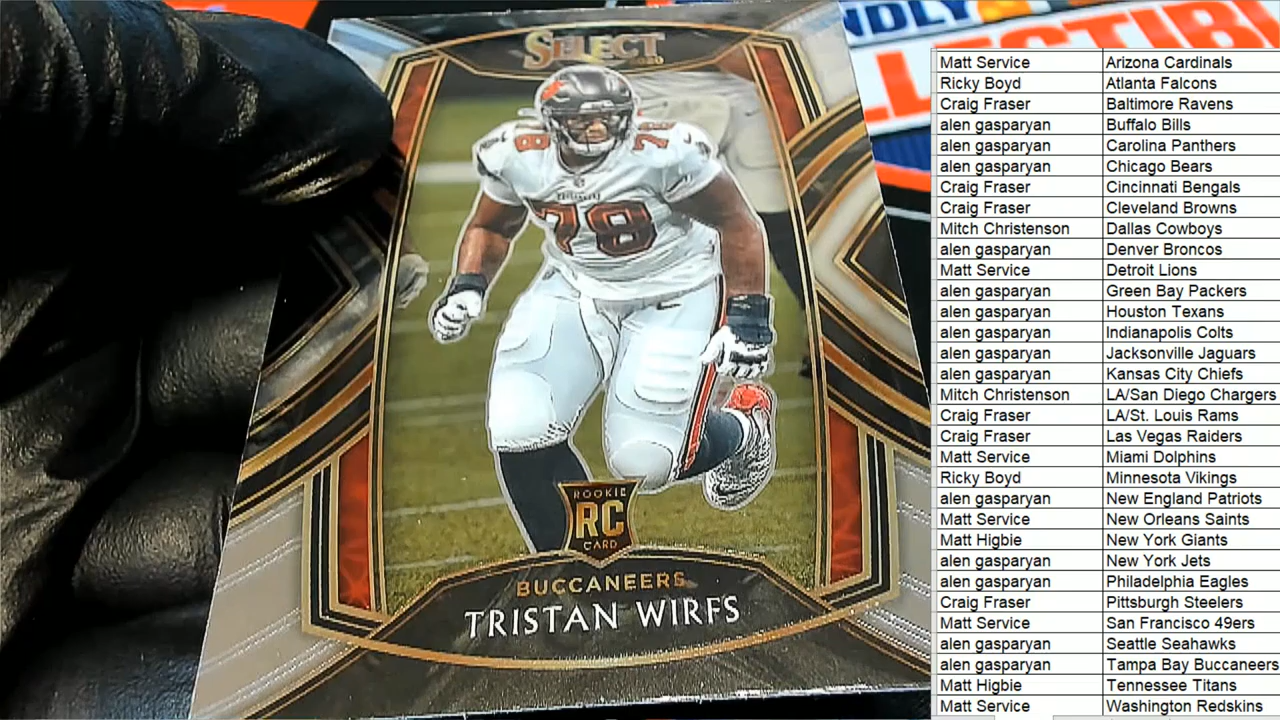 SELECT
2020
78
78
78
ROOKIE
RC
CARD
BUCCANEERS
TRISTAN WIRFS
NDLY
LLECTIBL
Matt Service Arizona Cardinals
Ricky Boyd Atlanta Falcons
Craig Fraser Baltimore Ravens
alen gasparyan Buffalo Bills
alen gasparyan Carolina Panthers
alen gasparyan Chicago Bears
Craig Fraser Cincinnati Bengals
Craig Fraser Cleveland Browns
Mitch Christenson Dallas Cowboys
alen gasparyan Denver Broncos
Matt Service Detroit Lions
alen gasparyan Green Bay Packers
alen gasparyan Houston Texans
alen gasparyan Indianapolis Colts
alen gasparyan Jacksonville Jaguars
alen gasparyan Kansas City Chiefs
Mitch Christenson LA/San Diego Chargers
Craig Fraser LA/St. Louis Rams
Craig Fraser Las Vegas Raiders
Matt Service Miami Dolphins
Ricky Boyd Minnesota Vikings
alen gasparyan New England Patriots
Matt Service New Orleans Saints
Matt Higbie New York Giants
alen gasparyan New York Jets
alen gasparyan Philadelphia Eagles
Craig Fraser Pittsburgh Steelers
Matt Service San Francisco 49ers
alen gasparyan Seattle Seahawks
alen gasparyan Tampa Bay Buccaneers
Matt Higbie Tennessee Titans
Matt Service Washington Redskins